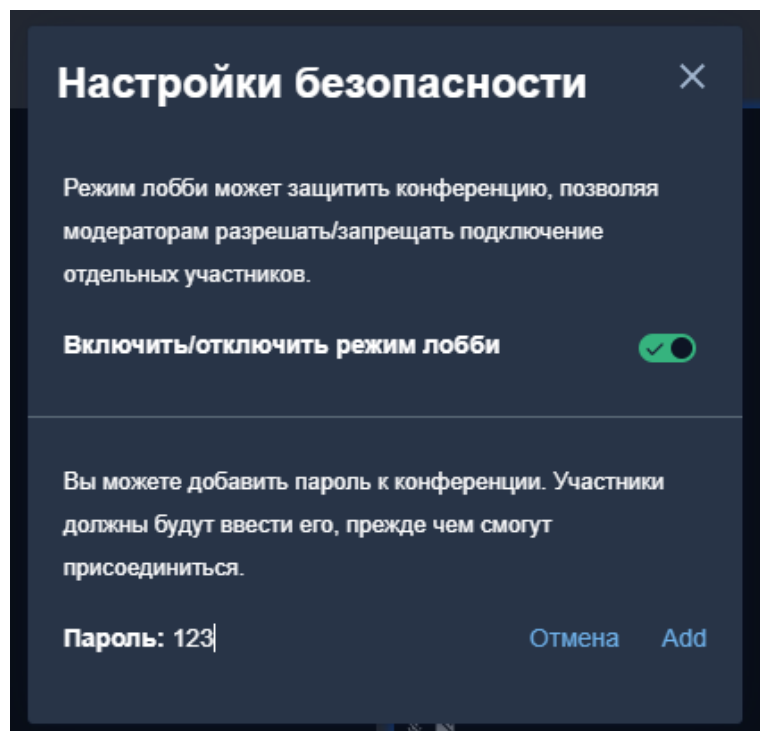 Настройки безопасности
Режим лобби может защитить конференцию, позволяя
модераторам разрешать/запрещать подключение
отдельных участников.
Включить/отключить режим лобби
Вы можете добавить пароль к конференции. Участники
должны будут ввести его, прежде чем смогут
присоединиться.
Пароль: 123 Отмена Add